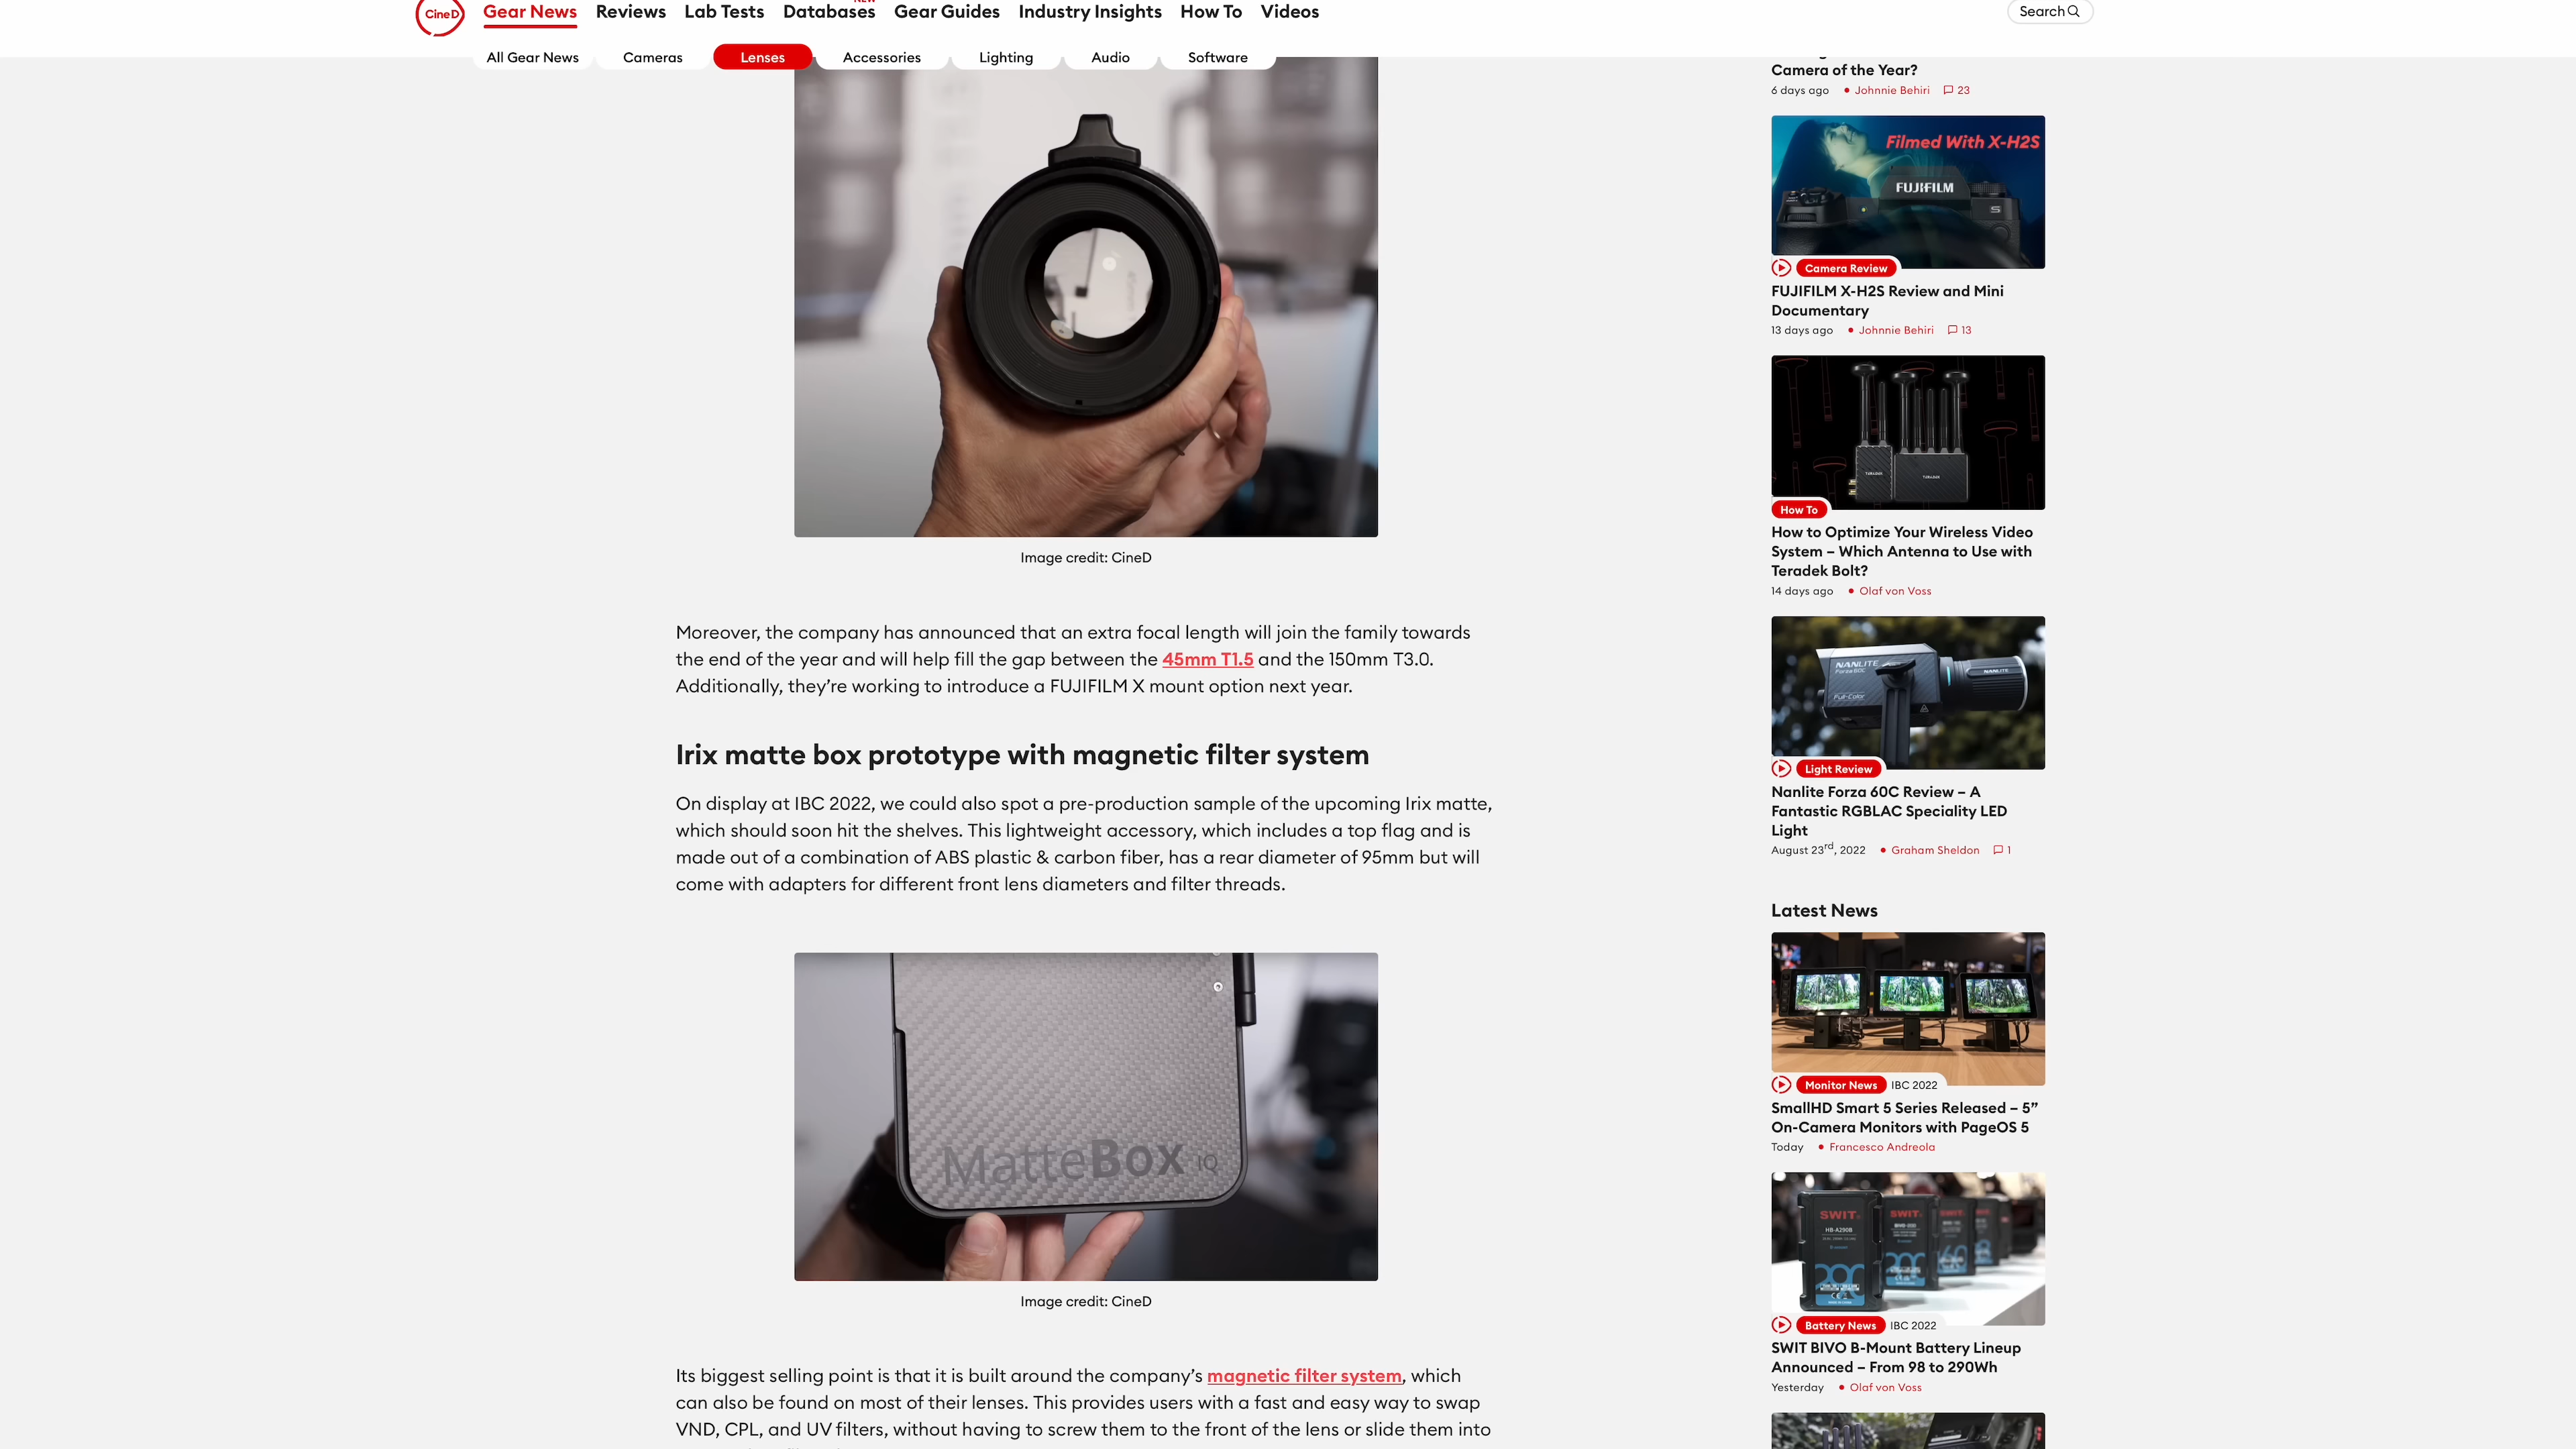 CineD
Gear News
Reviews
Lab Tests
Databases
NEW
Gear Guides
Industry Insights
How To
Videos
Search
All Gear News
Cameras
Lenses
Accessories
Lighting
Audio
Software
Image credit: CineD
Moreover, the company has announced that an extra focal length will join the family towards
the end of the year and will help fill the gap between the 45mm T1.5 and the 150mm T3.0.
Additionally, they’re working to introduce a FUJIFILM X mount option next year.
Irix matte box prototype with magnetic filter system
On display at IBC 2022, we could also spot a pre-production sample of the upcoming Irix matte,
which should soon hit the shelves. This lightweight accessory, which includes a top flag and is
made out of a combination of ABS plastic & carbon fiber, has a rear diameter of 95mm but will
come with adapters for different front lens diameters and filter threads.
MatteBox IQ
Image credit: CineD
Its biggest selling point is that it is built around the company’s magnetic filter system, which
can also be found on most of their lenses. This provides users with a fast and easy way to swap
VND, CPL, and UV filters, without having to screw them to the front of the lens or slide them into
Camera of the Year?
6 days ago • Johnnie Behiri 23
Filmed With X-H2S
FUJIFILM
S
Camera Review
FUJIFILM X-H2S Review and Mini
Documentary
13 days ago • Johnnie Behiri 13
TERADEK
TERADEK
How To
How to Optimize Your Wireless Video
System – Which Antenna to Use with
Teradek Bolt?
14 days ago • Olaf von Voss
NANLITE
Forza 60C
NANLITE
Full-Color
Light Review
Nanlite Forza 60C Review – A
Fantastic RGBLAC Speciality LED
Light
August 23rd, 2022 • Graham Sheldon 1
Latest News
Monitor News IBC 2022
SmallHD Smart 5 Series Released – 5”
On-Camera Monitors with PageOS 5
Today • Francesco Andreola
SWIT
HB-A290B
290
SWIT
Battery News IBC 2022
SWIT BIVO B-Mount Battery Lineup
Announced – From 98 to 290Wh
Yesterday • Olaf von Voss